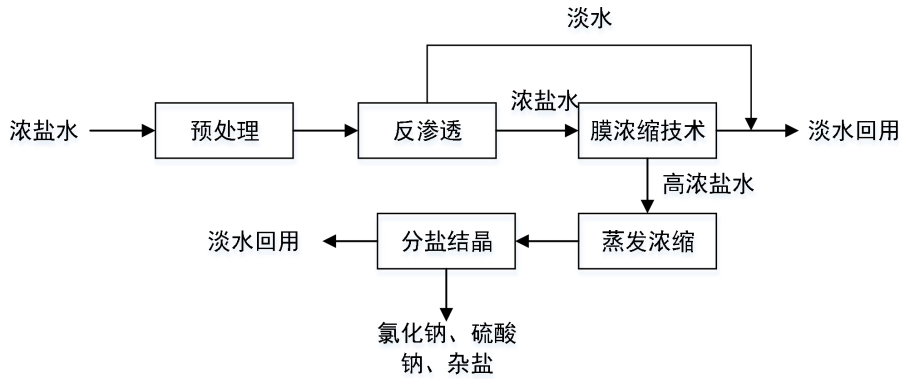 淡水
浓盐水
预处理
反渗透
浓盐水
膜浓缩技术
淡水回用
高浓盐水
淡水回用
分盐结晶
蒸发浓缩
氯化钠、硫酸
钠、杂盐